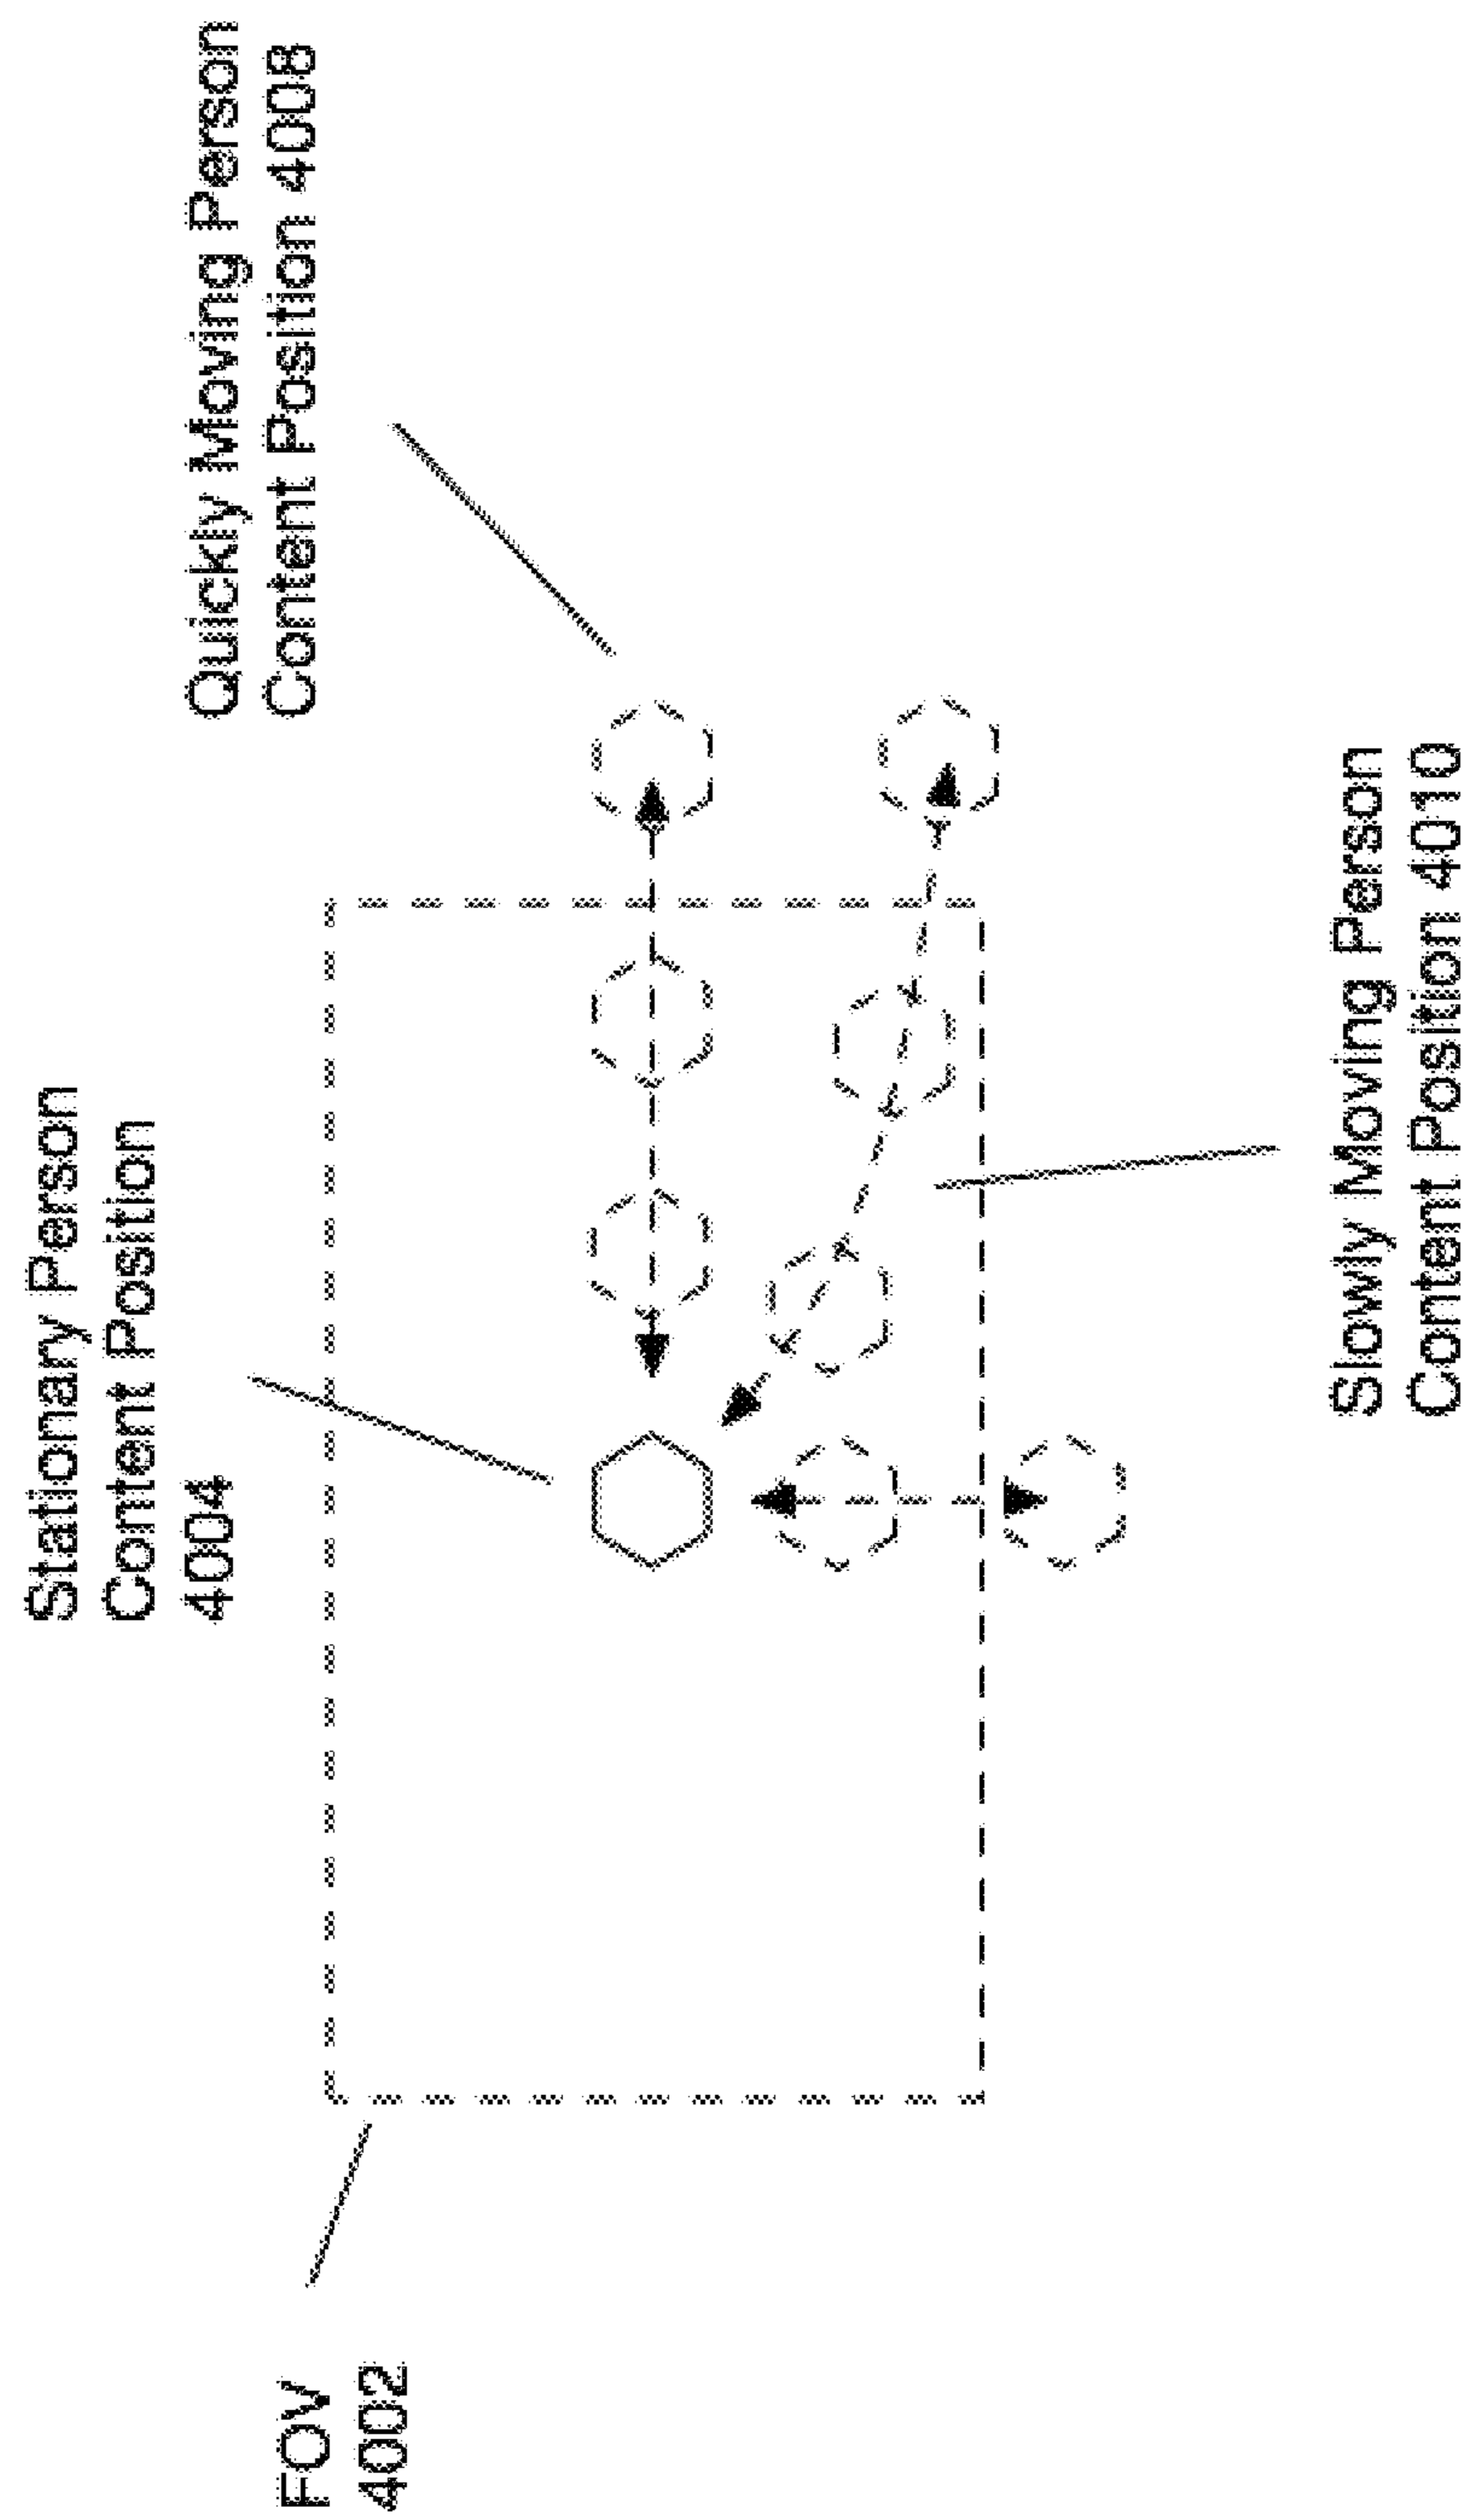 Stationary Person
Content Position
4004
Quickly Moving Person
Content Position 4008
FOV
4002
Slowly Moving Person
Content Position 4010